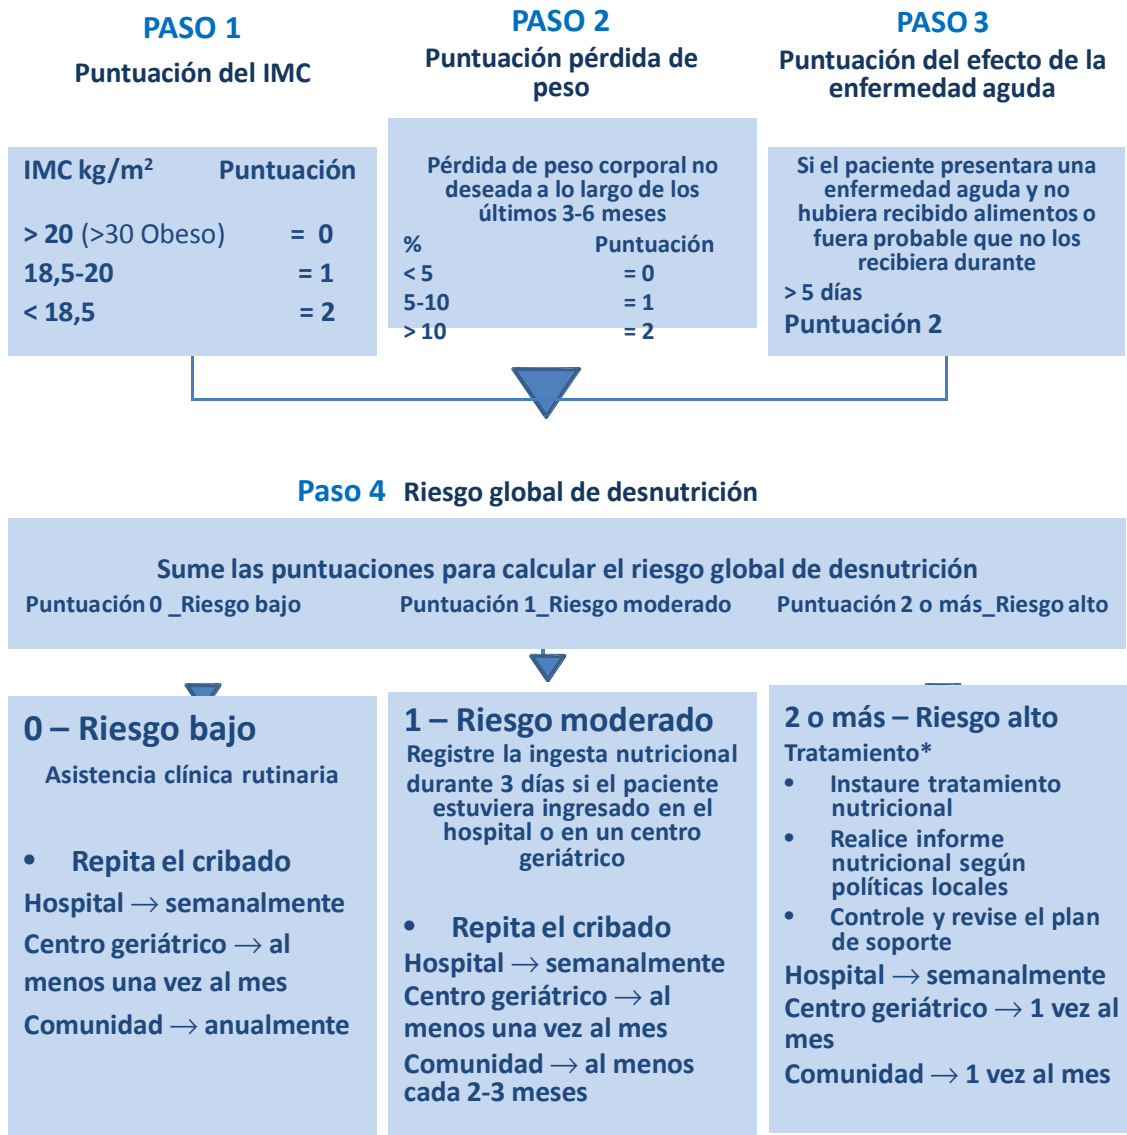 PASO 1
Puntuación del IMC
IMC kg/m² Puntuación
> 20 (>30 Obeso) = 0
18,5-20 = 1
< 18,5 = 2
PASO 2
Puntuación pérdida de
peso
Pérdida de peso corporal no
deseada a lo largo de los
últimos 3-6 meses
% Puntuación
< 5 = 0
5-10 = 1
> 10 = 2
PASO 3
Puntuación del efecto de la
enfermedad aguda
Si el paciente presentara una
enfermedad aguda y no
hubiera recibido alimentos o
fuera probable que no los
recibiera durante
> 5 días
Puntuación 2
Paso 4 Riesgo global de desnutrición
Sume las puntuaciones para calcular el riesgo global de desnutrición
Puntuación 0 _Riesgo bajo Puntuación 1_Riesgo moderado Puntuación 2 o más_Riesgo alto
0 – Riesgo bajo
Asistencia clínica rutinaria
• Repita el cribado
Hospital → semanalmente
Centro geriátrico → al
menos una vez al mes
Comunidad → anualmente
1 – Riesgo moderado
Registre la ingesta nutricional
durante 3 días si el paciente
estuviera ingresado en el
hospital o en un centro
geriátrico
• Repita el cribado
Hospital → semanalmente
Centro geriátrico → al
menos una vez al mes
Comunidad → al menos
cada 2-3 meses
2 o más – Riesgo alto
Tratamiento*
• Instaure tratamiento
nutricional
• Realice informe
nutricional según
políticas locales
• Controle y revise el plan
de soporte
Hospital → semanalmente
Centro geriátrico → 1 vez al
mes
Comunidad → 1 vez al mes